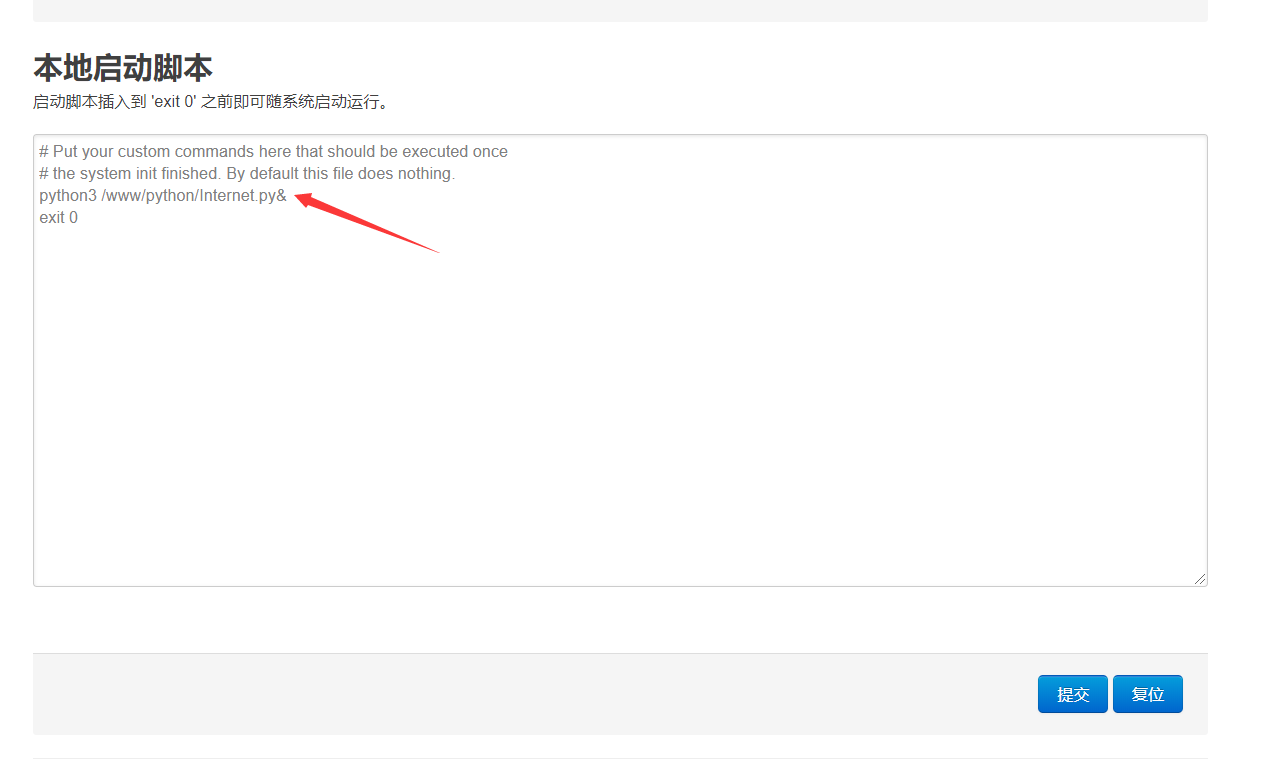 本地启动脚本
启动脚本插入到 'exit 0' 之前即可随系统启动运行。
# Put your custom commands here that should be executed once
# the system init finished. By default this file does nothing.
python3 /www/python/Internet.py&
exit 0
提交 复位